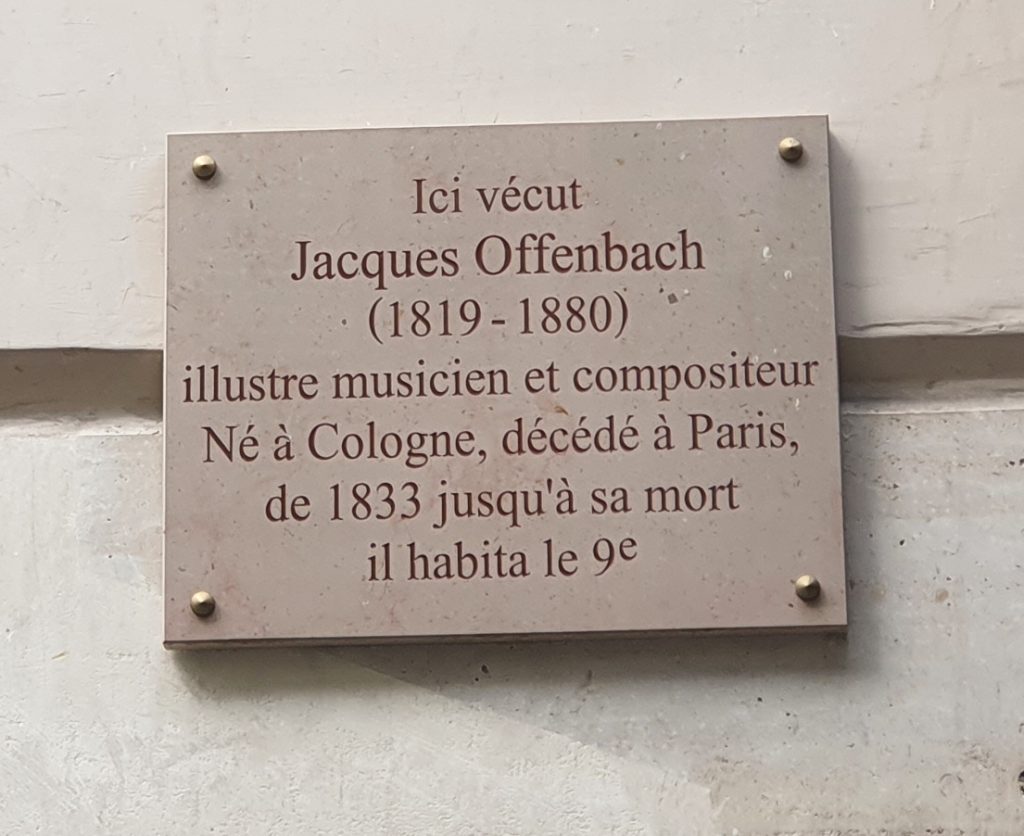 Ici vécut
Jacques Offenbach
(1819 - 1880)
illustre musicien et compositeur
Né à Cologne, décédé à Paris,
de 1833 jusqu'à sa mort
il habita le 9e